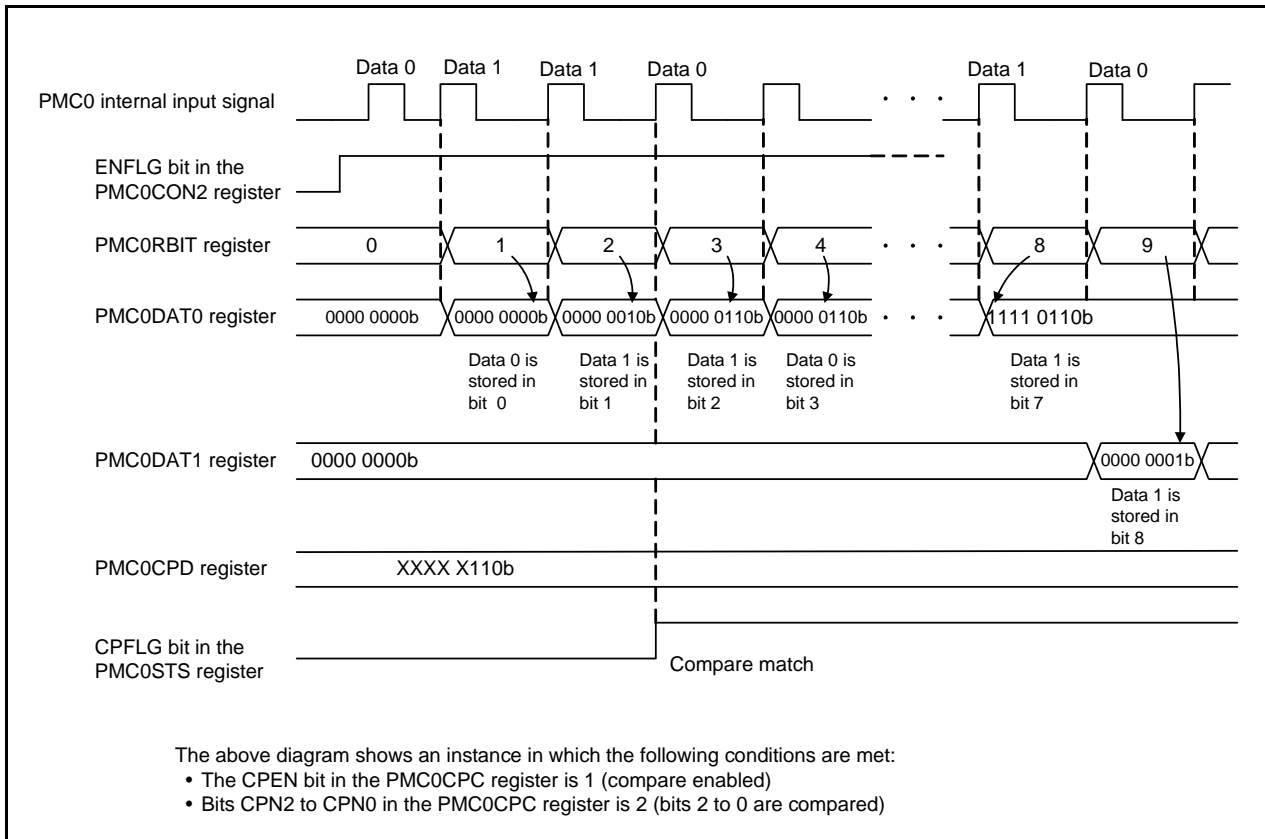 Data 0 Data 1 Data 1 Data 0 Data 1 Data 0
PMC0 internal input signal
· · ·
ENFLG bit in the
PMC0CON2 register
PMC0RBIT register 0 1 2 3 4 · · · 8 9
PMC0DAT0 register 0000 0000b 0000 0000b 0000 0010b 0000 0110b 0000 0110b · · · 1111 0110b
Data 0 is
stored in
bit 0
Data 1 is
stored in
bit 1
Data 1 is
stored in
bit 2
Data 0 is
stored in
bit 3
Data 1 is
stored in
bit 7
PMC0DAT1 register 0000 0000b 0000 0001b
Data 1 is
stored in
bit 8
PMC0CPD register XXXX X110b
CPFLG bit in the
PMC0STS register
Compare match
The above diagram shows an instance in which the following conditions are met:
• The CPEN bit in the PMC0CPC register is 1 (compare enabled)
• Bits CPN2 to CPN0 in the PMC0CPC register is 2 (bits 2 to 0 are compared)